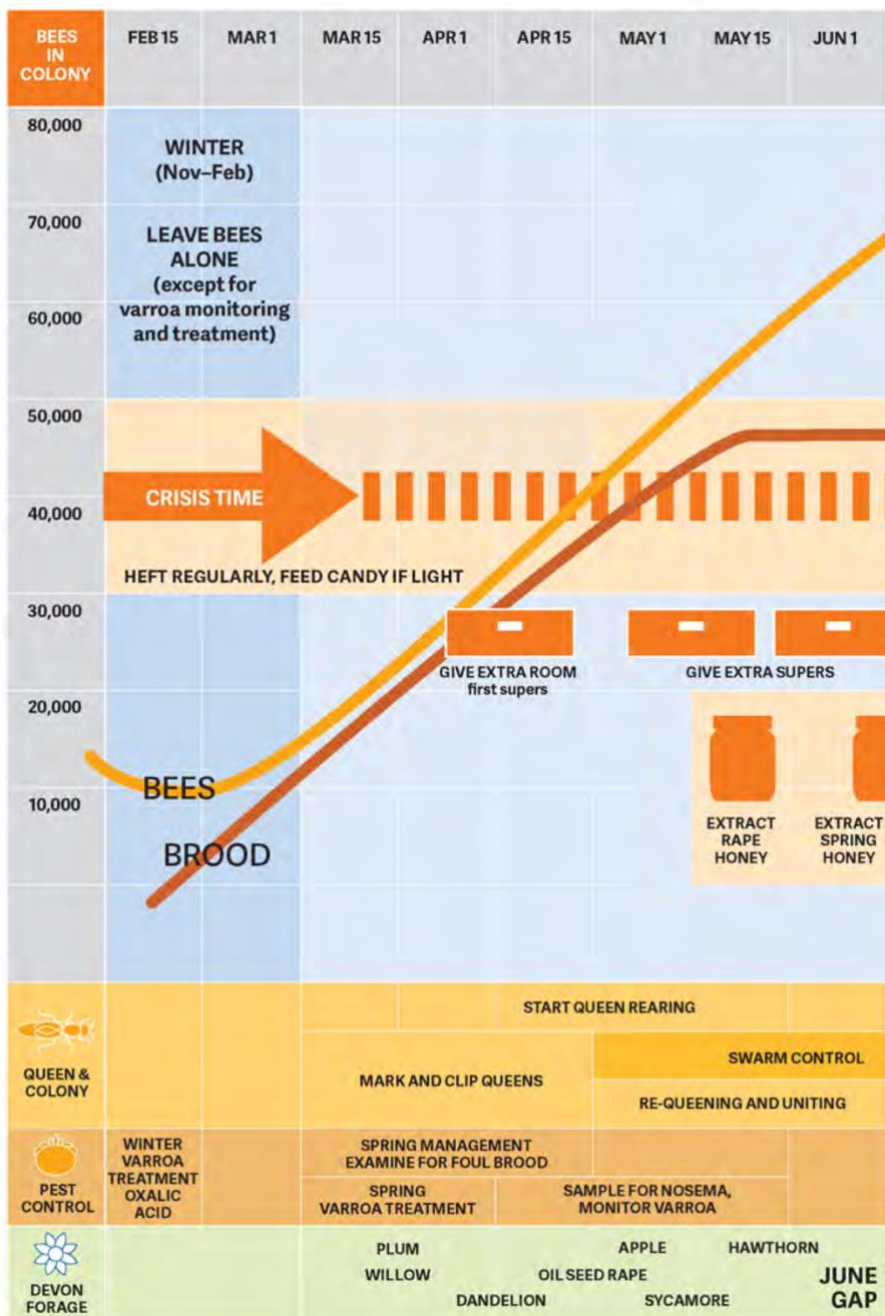 BEES
IN
COLONY
FEB 15
MAR 1
MAR 15
APR 1
APR 15
MAY 1
MAY 15
JUN 1
80,000
70,000
60,000
50,000
40,000
30,000
20,000
10,000
WINTER
(Nov–Feb)
LEAVE BEES
ALONE
(except for
varroa monitoring
and treatment)
CRISIS TIME
HEFT REGULARLY, FEED CANDY IF LIGHT
GIVE EXTRA ROOM
first supers
GIVE EXTRA SUPERS
BEES
BROOD
EXTRACT
RAPE
HONEY
EXTRACT
SPRING
HONEY
QUEEN &
COLONY
START QUEEN REARING
MARK AND CLIP QUEENS
SWARM CONTROL
RE-QUEENING AND UNITING
PEST
CONTROL
WINTER
VARROA
TREATMENT
OXALIC
ACID
SPRING MANAGEMENT
EXAMINE FOR FOUL BROOD
SPRING
VARROA TREATMENT
SAMPLE FOR NOSEMA,
MONITOR VARROA
DEVON
FORAGE
PLUM
APPLE
HAWTHORN
WILLOW
OIL SEED RAPE
DANDELION
SYCAMORE
JUNE
GAP